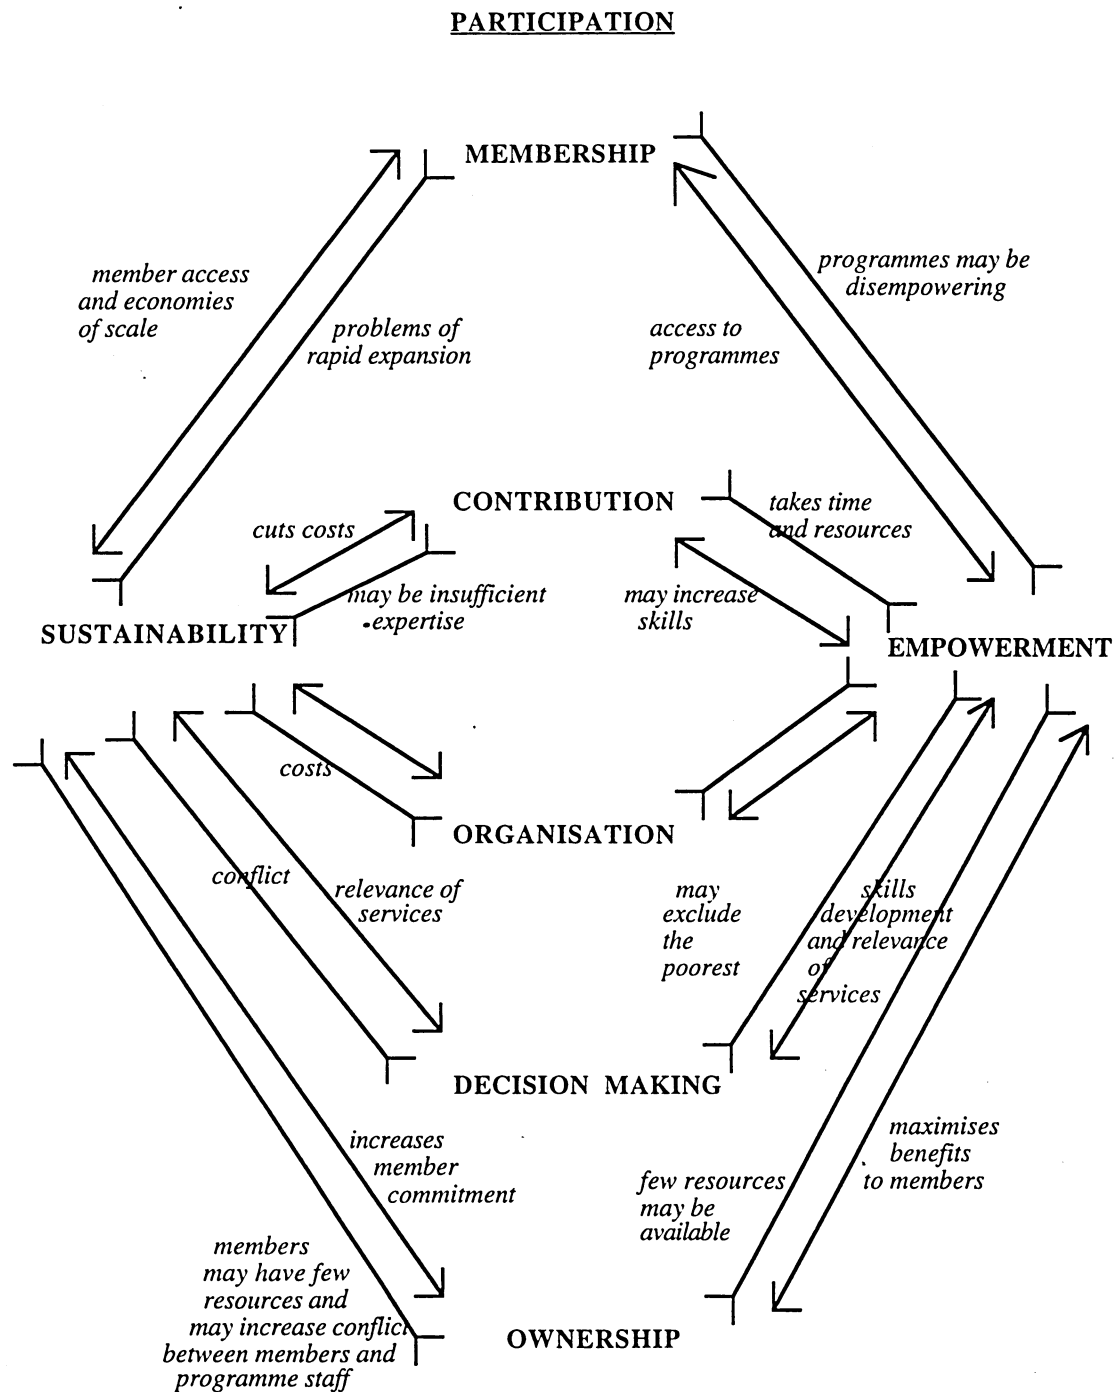 PARTICIPATION
MEMBERSHIP
member access
and economies
of scale
problems of
rapid expansion
access to
programmes
programmes may be
disempowering
CONTRIBUTION
cuts costs
may be insufficient
expertise
takes time
and resources
may increase
skills
SUSTAINABILITY
EMPOWERMENT
costs
ORGANISATION
conflict
relevance of
services
may
exclude
the
poorest
skills
development
and relevance
of
services
DECISION MAKING
increases
member
commitment
few resources
may be
available
maximises
benefits
to members
members
may have few
resources and
may increase conflict
between members and
programme staff
OWNERSHIP